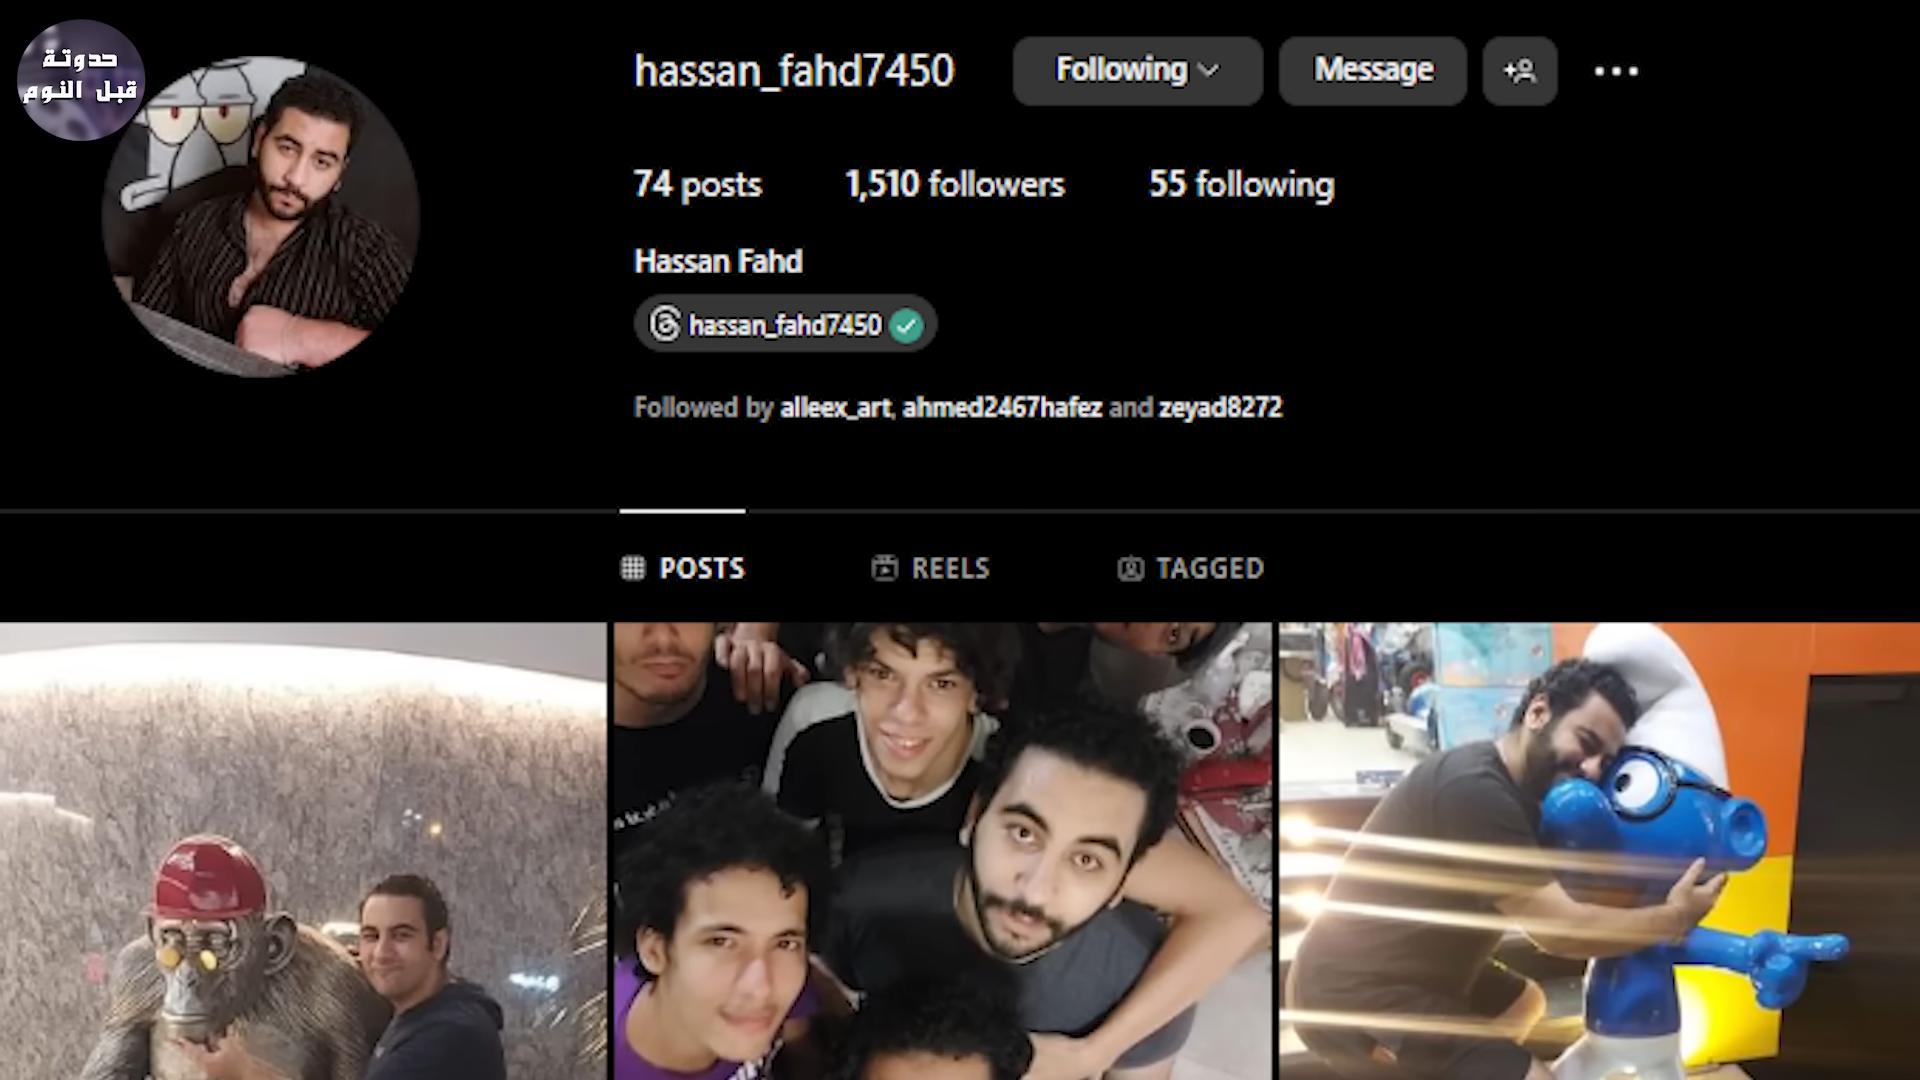 حدوتة
قبل النوم
hassan_fahd7450
Following
Message
74 posts
1,510 followers
55 following
Hassan Fahd
hassan_fahd7450
Followed by alleex_art, ahmed2467hafez and zeyad8272
POSTS
REELS
TAGGED